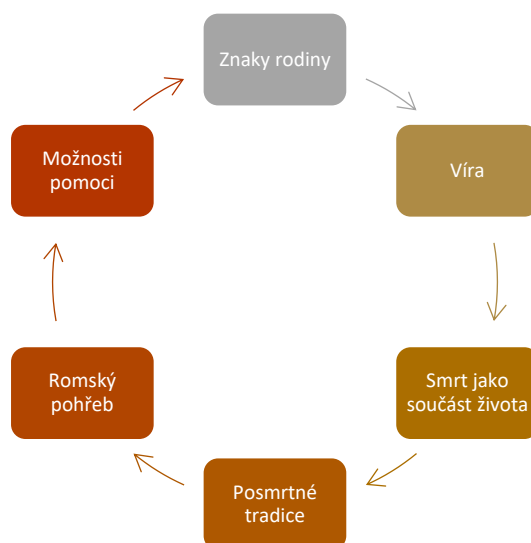 Znaky rodiny
Víra
Smrt jako
součást života
Posmrtné
tradice
Romský
pohřeb
Možnosti
pomoci